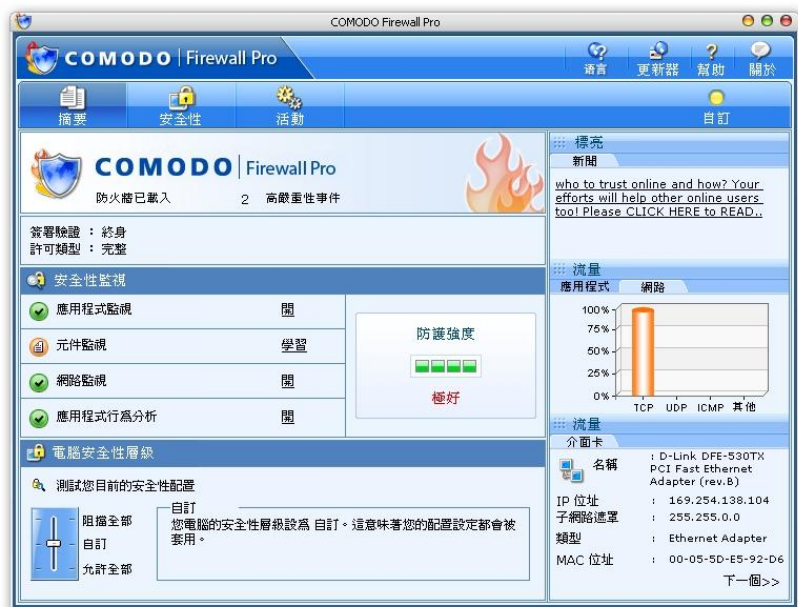 COMODO Firewall Pro
COMODO Firewall Pro
语言
更新器
幫助
關於
摘要
安全性
活動
自訂
COMODO Firewall Pro
防火牆已載入
2 高嚴重性事件
簽署驗證 : 終身
許可類型 : 完整
安全性監視
應用程式監視 開
元件監視 學習
網路監視 開
應用程式行爲分析 開
防護強度
極好
電腦安全性層級
測試您目前的安全性配置
阻擋全部
自訂
允許全部
自訂
您電腦的安全性層級設爲 自訂。這意味著您的配置設定都會被
套用。
標亮
新聞
who to trust online and how? Your
efforts will help other online users
too! Please CLICK HERE to READ..
流量
應用程式 網路
100%
75%
50%
25%
0%
TCP UDP ICMP 其他
流量
介面卡
名稱 : D-Link DFE-530TX
PCI Fast Ethernet
Adapter (rev.B)
IP 位址 : 169.254.138.104
子網路遮罩 : 255.255.0.0
類型 : Ethernet Adapter
MAC 位址 : 00-05-5D-E5-92-D6
下一個>>